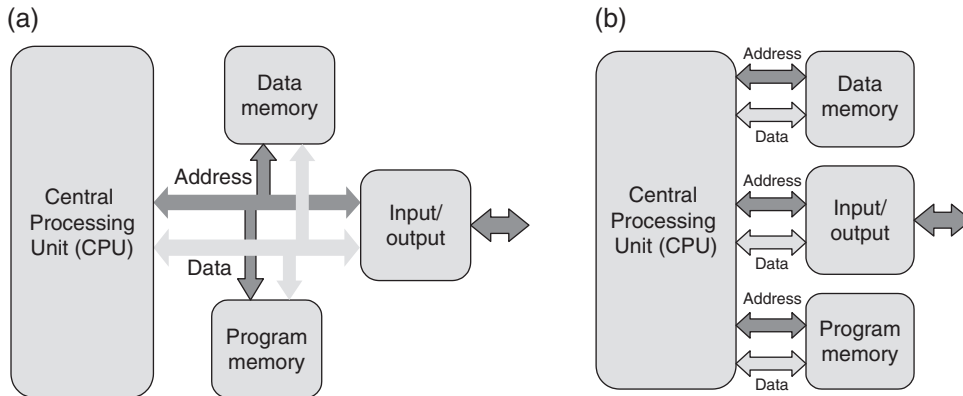 (a)
Data
memory
Address
Central
Processing
Unit (CPU)
Input/
output
Data
Program
memory
(b)
Address
Data
memory
Data
Address
Central
Processing
Unit (CPU)
Input/
output
Data
Address
Program
memory
Data